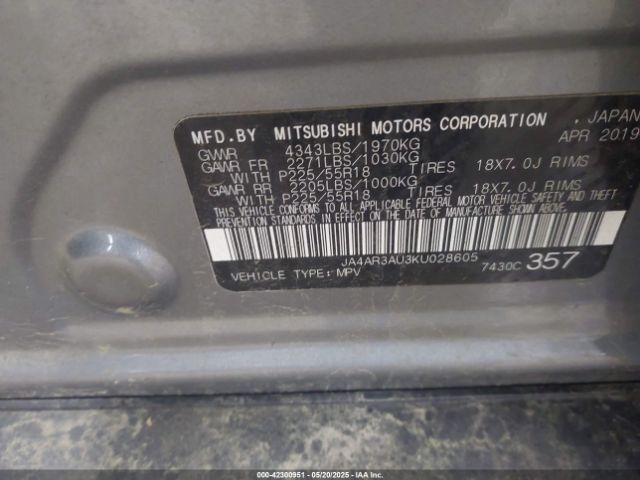 MFD.BY MITSUBISHI MOTORS CORPORATION . JAPAN
GVWR 4343LBS/1970KG APR 2019
GAWR FR 2271LBS/1030KG
WITH P225/55R18 TIRES 18X7.0J RIMS
GAWR RR 2205LBS/1000KG
WITH P225/55R18 TIRES 18X7.0J RIMS
THIS VEHICLE CONFORMS TO ALL APPLICABLE FEDERAL MOTOR VEHICLE SAFETY AND THEFT
PREVENTION STANDARDS IN EFFECT ON THE DATE OF MANUFACTURE SHOWN ABOVE.
JA4AR3AU3KU028605
VEHICLE TYPE: MPV 7430C 357
000-42300951 - 05/20/2025 - IAAI.COM